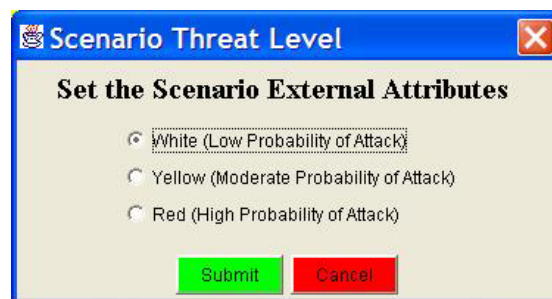 Scenario Threat Level
Set the Scenario External Attributes
White (Low Probability of Attack)
Yellow (Moderate Probability of Attack)
Red (High Probability of Attack)
Submit Cancel